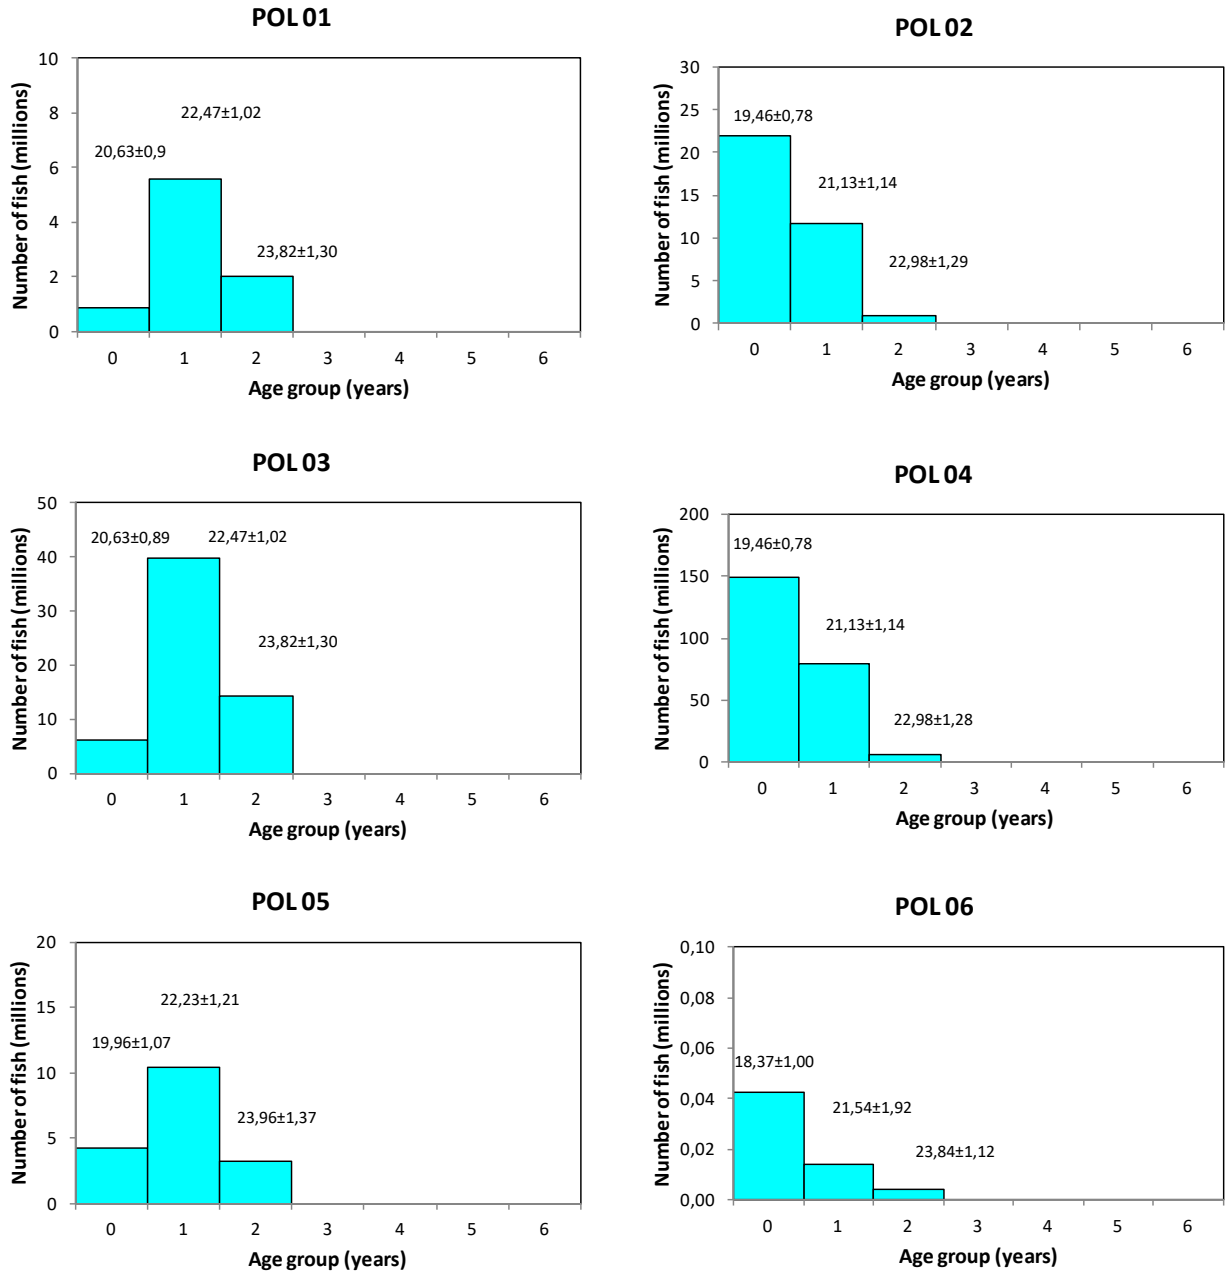 POL 01
Number of fish (millions)
10
8
6
4
2
0
20,63±0,9
22,47±1,02
23,82±1,30
0 1 2 3 4 5 6
Age group (years)
POL 02
Number of fish (millions)
30
25
20
15
10
5
0
19,46±0,78
21,13±1,14
22,98±1,29
0 1 2 3 4 5 6
Age group (years)
POL 03
Number of fish (millions)
50
40
30
20
10
0
20,63±0,89
22,47±1,02
23,82±1,30
0 1 2 3 4 5 6
Age group (years)
POL 04
Number of fish (millions)
200
150
100
50
0
19,46±0,78
21,13±1,14
22,98±1,28
0 1 2 3 4 5 6
Age group (years)
POL 05
Number of fish (millions)
20
15
10
5
0
19,96±1,07
22,23±1,21
23,96±1,37
0 1 2 3 4 5 6
Age group (years)
POL 06
Number of fish (millions)
0,10
0,08
0,06
0,04
0,02
0,00
18,37±1,00
21,54±1,92
23,84±1,12
0 1 2 3 4 5 6
Age group (years)